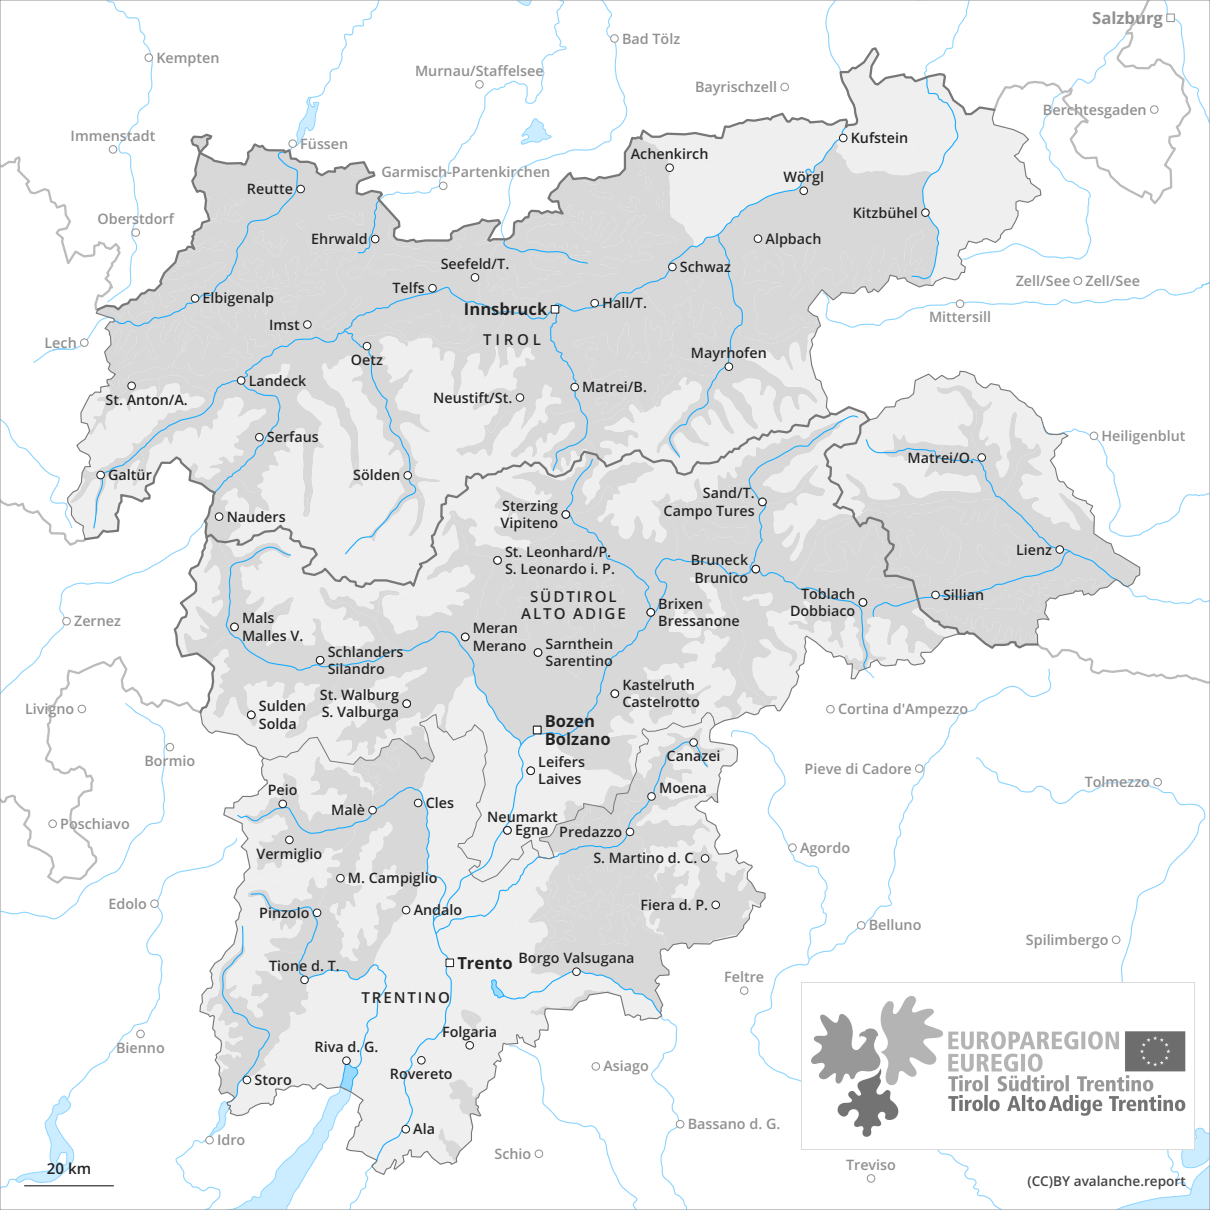 Salzburg
Kempten
Bad Tölz
Murnau/Staffelsee
Bayrischzell
Berchtesgaden
Immenstadt
Füssen
Kufstein
Achenkirch
Garmisch-Partenkirchen
Wörgl
Reutte
Oberstdorf
Kitzbühel
Ehrwald
Alpbach
Seefeld/T.
Schwaz
Telfs
Zell/See
Zell/See
Elbigenalp
Innsbruck
Hall/T.
Mittersill
Imst
TIROL
Lech
Oetz
Mayrhofen
Landeck
Matrei/B.
St. Anton/A.
Neustift/St.
Serfaus
Heiligenblut
Matrei/O.
Galtür
Sölden
Sand/T.
Campo Tures
Sterzing
Vipiteno
Nauders
St. Leonhard/P.
S. Leonardo i. P.
Lienz
Bruneck
Brunico
SÜDTIROL
ALTO ADIGE
Toblach
Dobbiaco
Sillian
Brixen
Bressanone
Zernez
Mals
Malles V.
Meran
Merano
Sarnthein
Sarentino
Schlanders
Silandro
Kastelruth
Castelrotto
St. Walburg
S. Valburga
Sulden
Solda
Livigno
Cortina d'Ampezzo
Bozen
Bolzano
Bormio
Canazei
Leifers
Laives
Pieve di Cadore
Tolmezzo
Peio
Moena
Malè
Cles
Neumarkt
Egna
Predazzo
Poschiavo
Vermiglio
S. Martino d. C.
Agordo
M. Campiglio
Edolo
Pinzolo
Andalo
Fiera d. P.
Belluno
Spilimbergo
Tione d. T.
Trento
Borgo Valsugana
Feltre
TRENTINO
Folgaria
Bienno
Riva d. G.
Rovereto
Asiago
Storo
EUROPAREGION
EUREGIO
Tirol Südtirol Trentino
Tirolo Alto Adige Trentino
Idro
Ala
Bassano d. G.
Schio
Treviso
20 km
(CC)BY avalanche.report